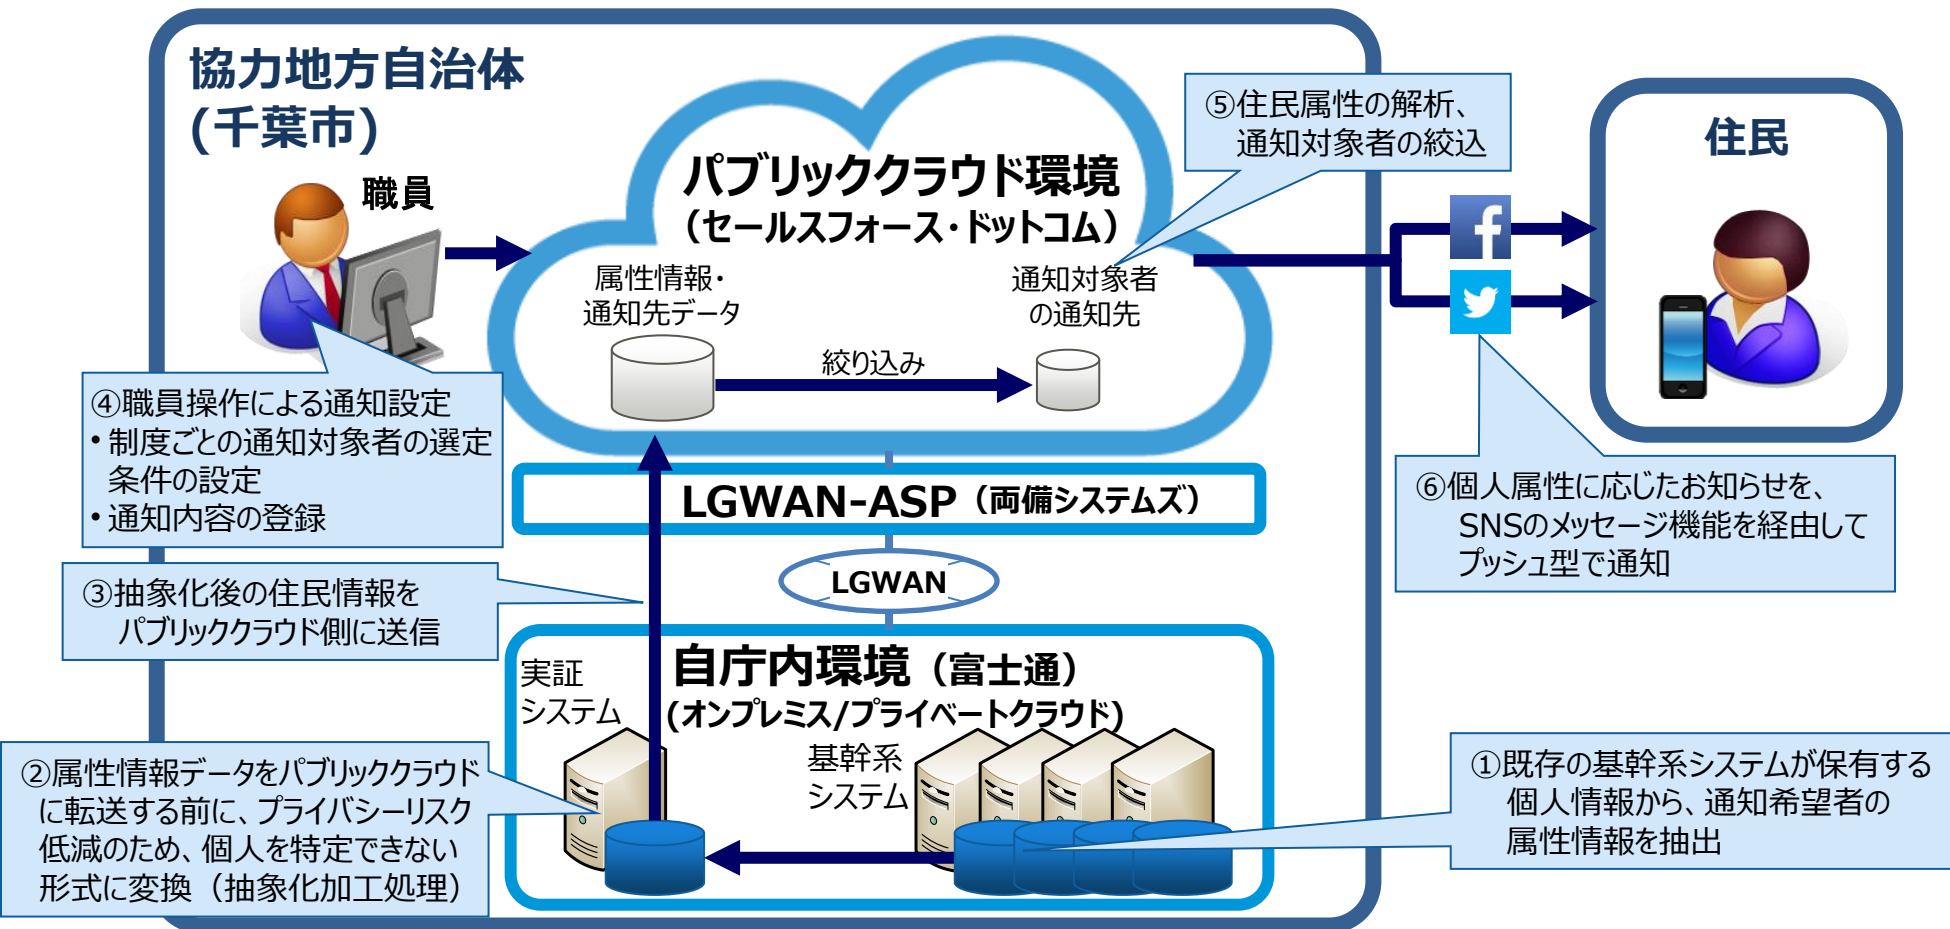 協力地方自治体
(千葉市)
職員
パブリッククラウド環境
（セールスフォース・ドットコム）
属性情報・
通知先データ
絞り込み
通知対象者
の通知先
⑤住民属性の解析、
通知対象者の絞込
住民
④職員操作による通知設定
・制度ごとの通知対象者の選定
条件の設定
・通知内容の登録
⑥個人属性に応じたお知らせを、
SNSのメッセージ機能を経由して
プッシュ型で通知
LGWAN-ASP（両備システムズ）
LGWAN
③抽象化後の住民情報を
パブリッククラウド側に送信
自庁内環境（富士通）
(オンプレミス/プライベートクラウド)
実証
システム
基幹系
システム
②属性情報データをパブリッククラウド
に転送する前に、プライバシーリスク
低減のため、個人を特定できない
形式に変換（抽象化加工処理）
①既存の基幹系システムが保有する
個人情報から、通知希望者の
属性情報を抽出